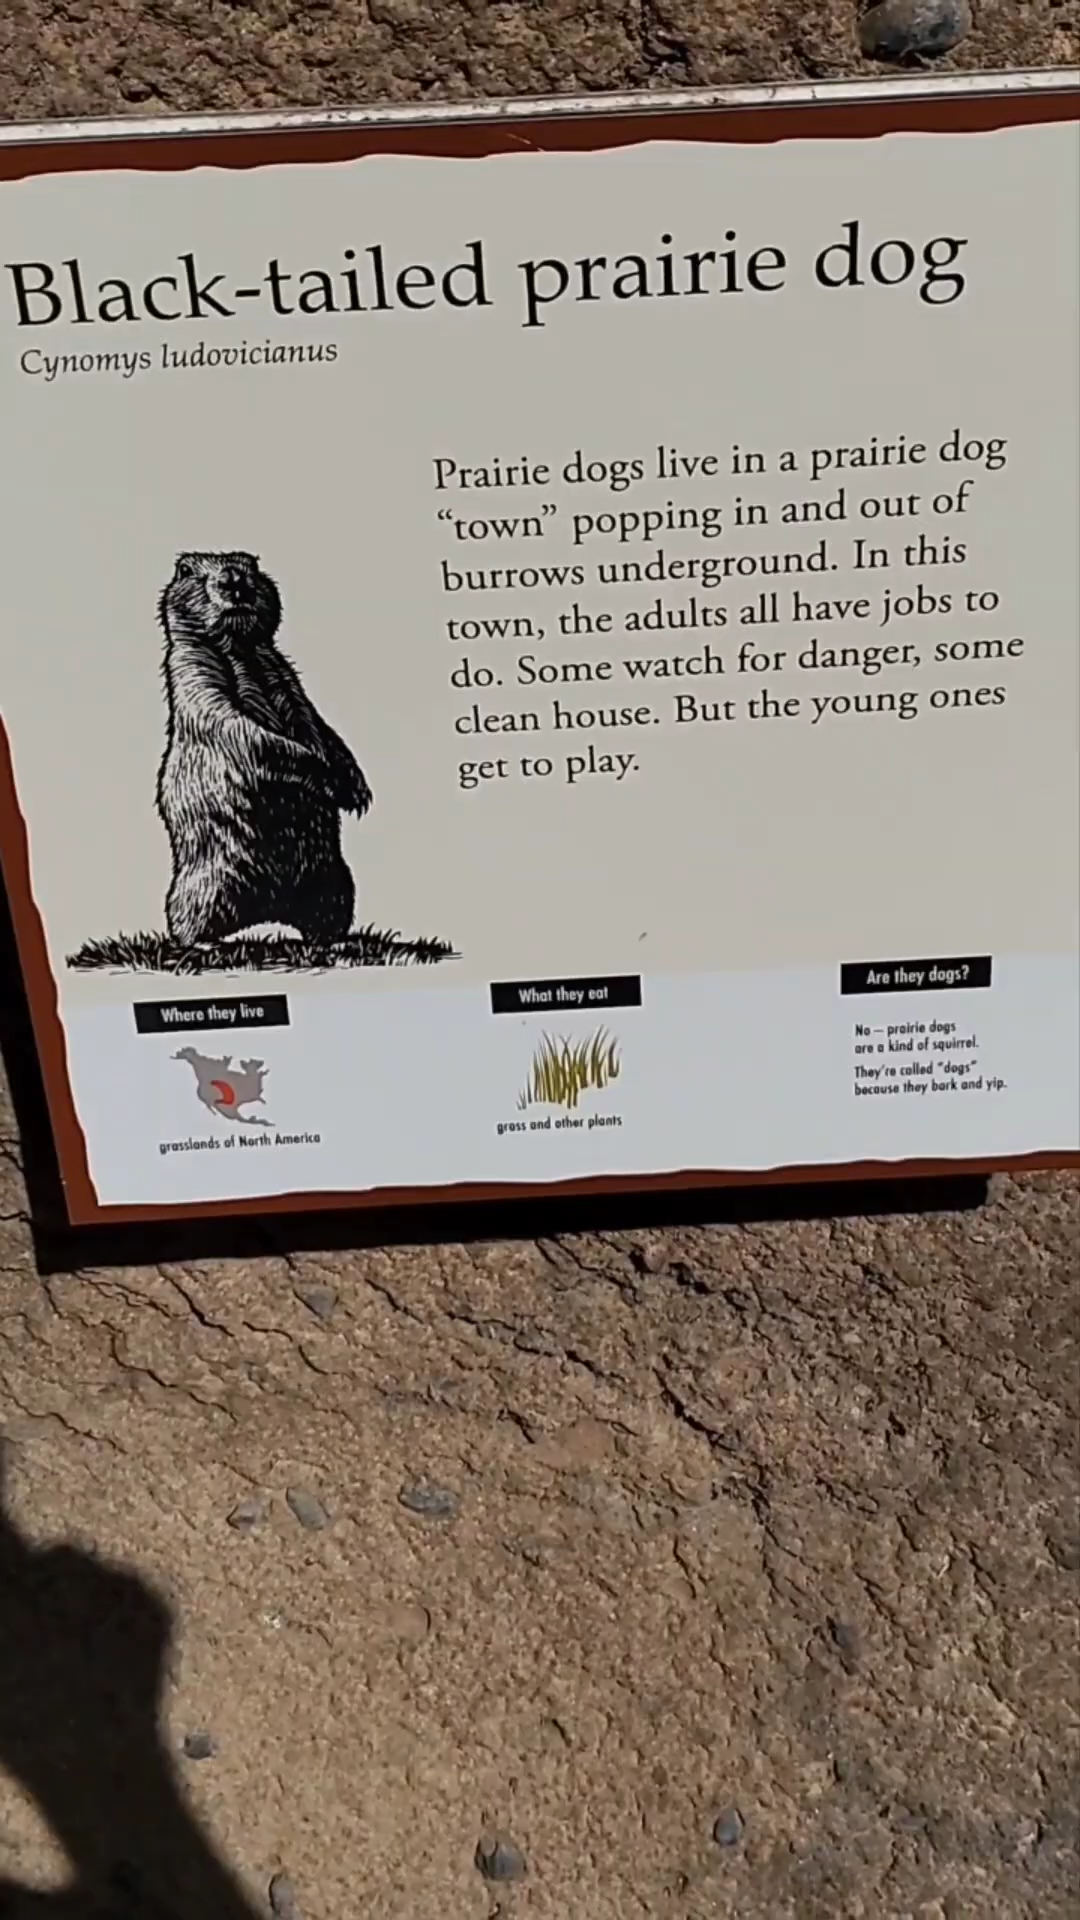 Black-tailed prairie dog
Cynomys ludovicianus
Prairie dogs live in a prairie dog
“town” popping in and out of
burrows underground. In this
town, the adults all have jobs to
do. Some watch for danger, some
clean house. But the young ones
get to play.
Where they live
grasslands of North America
What they eat
grass and other plants
Are they dogs?
No – prairie dogs
are a kind of squirrel.
They're called "dogs"
because they bark and yip.